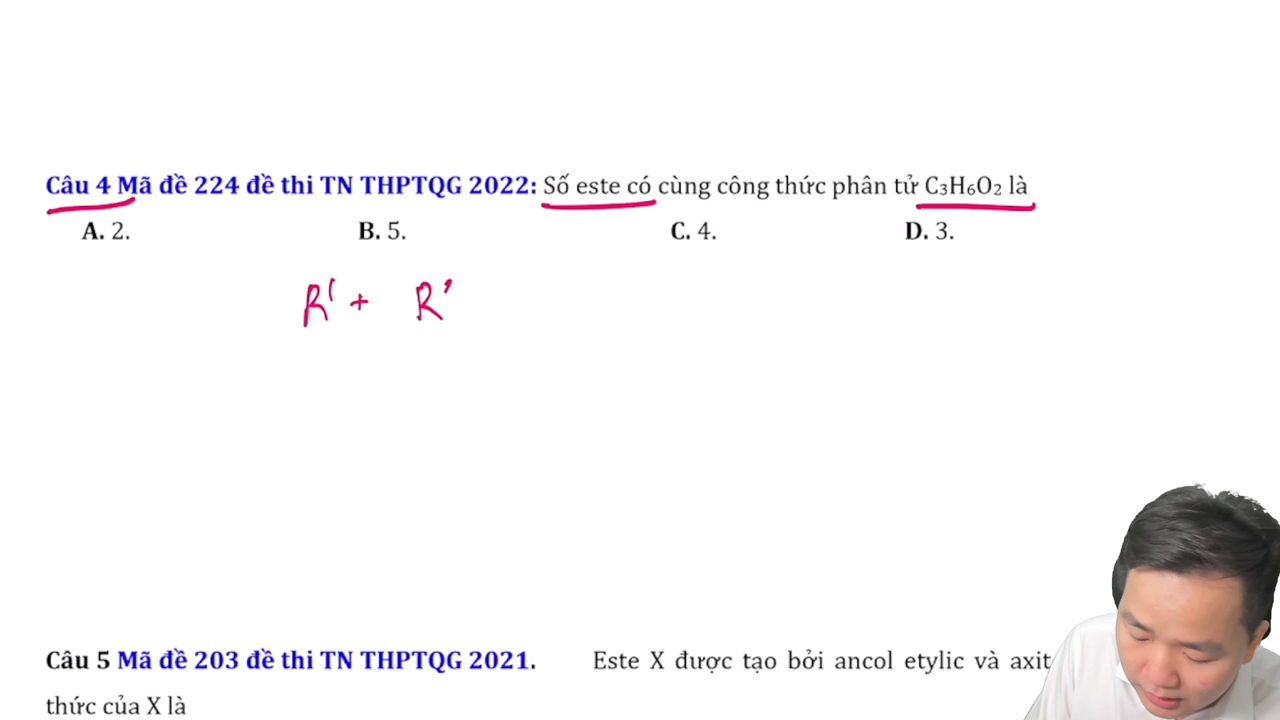 Câu 4 Mã đề 224 đề thi TN THPTQG 2022: Số este có cùng công thức phân tử C₃H₆O₂ là
A. 2. B. 5. C. 4. D. 3.
R' + R'
Câu 5 Mã đề 203 đề thi TN THPTQG 2021. Este X được tạo bởi ancol etylic và axit
thức của X là